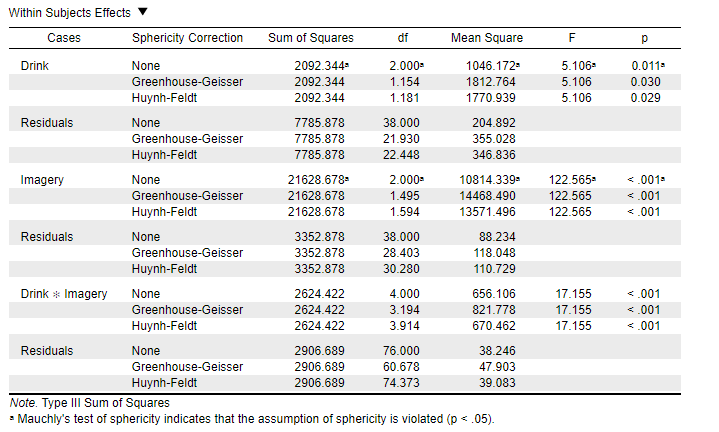 Within Subjects Effects ▼
Cases Sphericity Correction Sum of Squares df Mean Square F p
Drink None 2092.344ᵃ 2.000ᵃ 1046.172ᵃ 5.106ᵃ 0.011ᵃ
Greenhouse-Geisser 2092.344 1.154 1812.764 5.106 0.030
Huynh-Feldt 2092.344 1.181 1770.939 5.106 0.029
Residuals None 7785.878 38.000 204.892
Greenhouse-Geisser 7785.878 21.930 355.028
Huynh-Feldt 7785.878 22.448 346.836
Imagery None 21628.678ᵃ 2.000ᵃ 10814.339ᵃ 122.565ᵃ < .001ᵃ
Greenhouse-Geisser 21628.678 1.495 14468.490 122.565 < .001
Huynh-Feldt 21628.678 1.594 13571.496 122.565 < .001
Residuals None 3352.878 38.000 88.234
Greenhouse-Geisser 3352.878 28.403 118.048
Huynh-Feldt 3352.878 30.280 110.729
Drink ✻ Imagery None 2624.422 4.000 656.106 17.155 < .001
Greenhouse-Geisser 2624.422 3.194 821.778 17.155 < .001
Huynh-Feldt 2624.422 3.914 670.462 17.155 < .001
Residuals None 2906.689 76.000 38.246
Greenhouse-Geisser 2906.689 60.678 47.903
Huynh-Feldt 2906.689 74.373 39.083
Note. Type III Sum of Squares
ᵃ Mauchly's test of sphericity indicates that the assumption of sphericity is violated (p < .05).